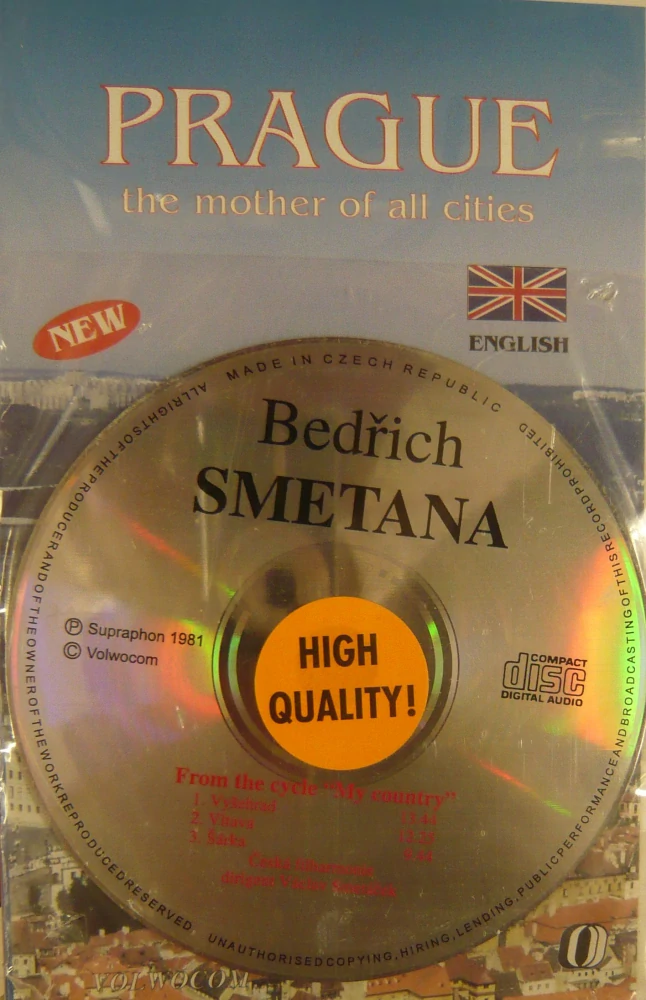 PRAGUE
the mother of all cities
NEW
ENGLISH
MADE IN CZECH REPUBLIC
ALLRIGHTSOFTHEPRODUCERANDOFTHEOWNEROFTHEWORKREPRODUCEDRESERVED.
UNAUTHORISEDCOPYING,HIRING,LENDING,PUBLICPERFORMANCEANDBROADCASTINGOFTHISRECORDPROHIBITED
Bedřich
SMETANA
Ⓟ Supraphon 1981
© Volwocom
HIGH
QUALITY!
COMPACT
disc
DIGITAL AUDIO
From the cycle "My country"
1. Vyšehrad
2. Vltava
3. Šárka
Česká filharmonie
VOLWOCOM